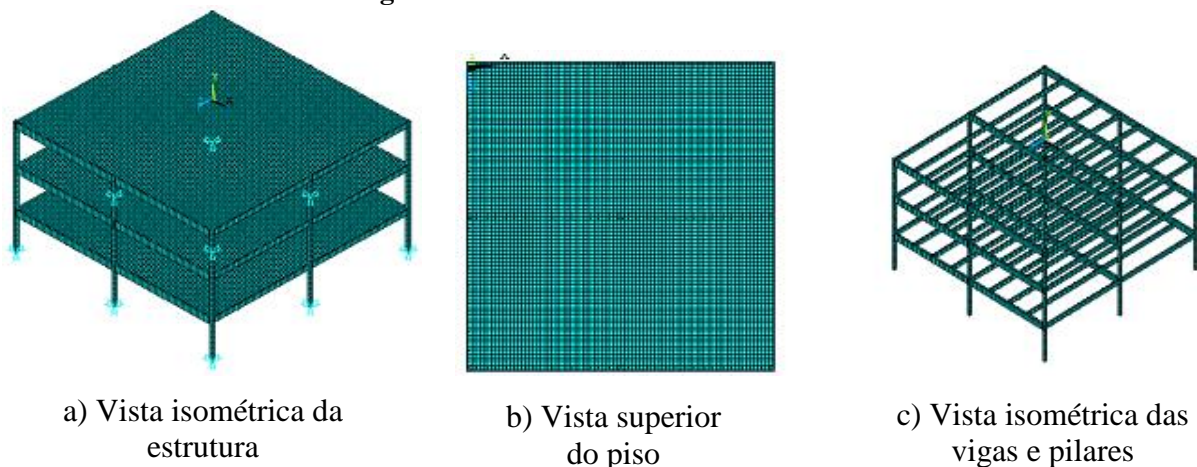 a) Vista isométrica da
estrutura
b) Vista superior
do piso
c) Vista isométrica das
vigas e pilares